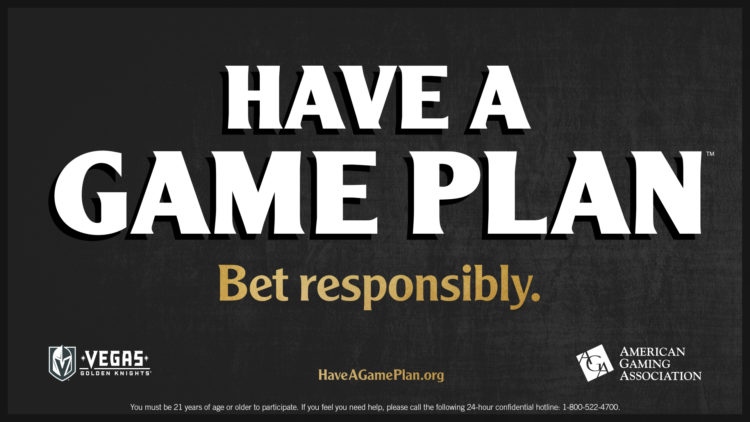 HAVE A
GAME PLAN™
Bet responsibly.
VEGAS
GOLDEN KNIGHTS®
HaveAGamePlan.org
AGA
AMERICAN
GAMING
ASSOCIATION
You must be 21 years of age or older to participate. If you feel you need help, please call the following 24-hour confidential hotline: 1-800-522-4700.